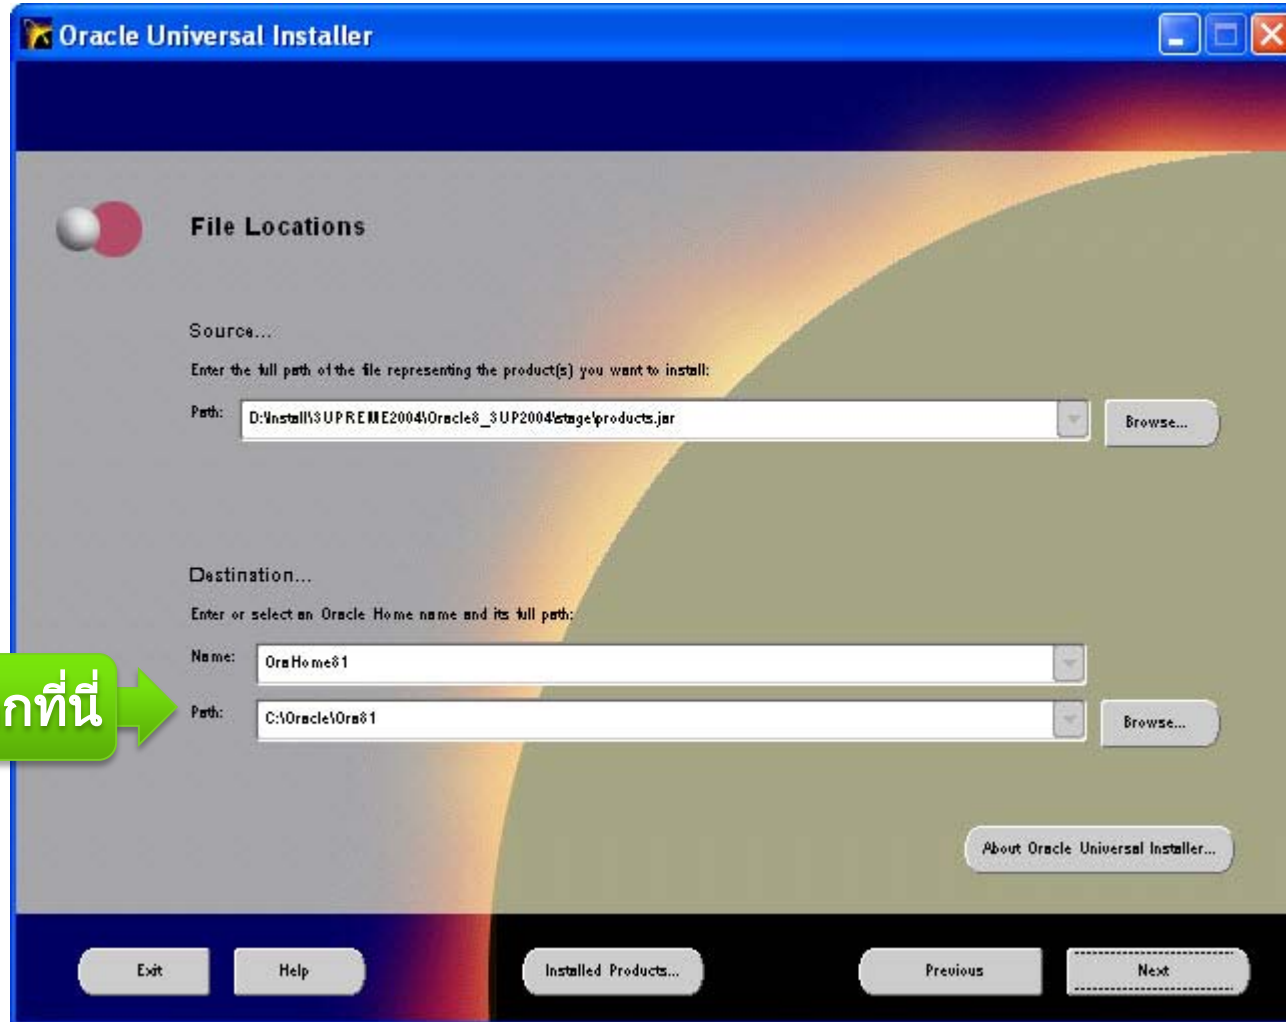 Oracle Universal Installer
File Locations
Source...
Enter the full path of the file representing the product(s) you want to install:
Path: D:\Install\SUPREME2004\Oracle8_SUP2004\stage\products.jar Browse...
Destination...
Enter or select an Oracle Home name and its full path:
Name: OraHome81
กที่นี่
Path: C:\Oracle\Ora81 Browse...
About Oracle Universal Installer...
Exit Help Installed Products... Previous Next